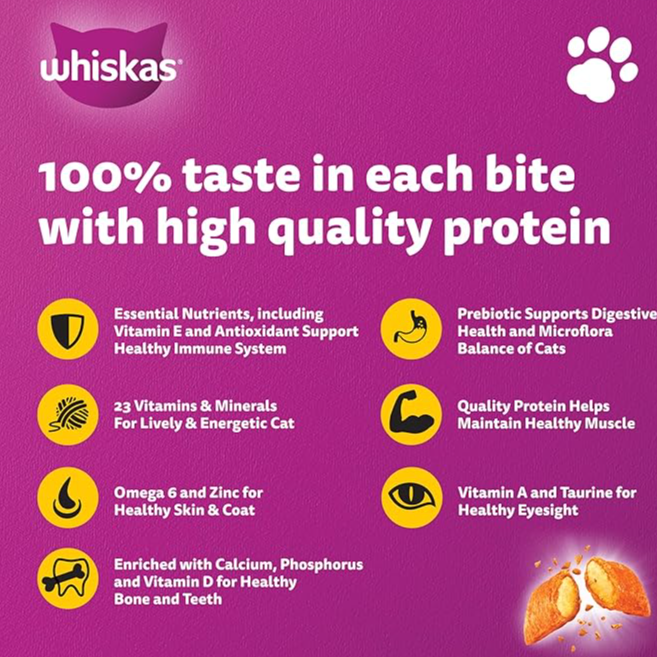 whiskas®
100% taste in each bite
with high quality protein
Essential Nutrients, including
Vitamin E and Antioxidant Support
Healthy Immune System
23 Vitamins & Minerals
For Lively & Energetic Cat
Omega 6 and Zinc for
Healthy Skin & Coat
Enriched with Calcium, Phosphorus
and Vitamin D for Healthy
Bone and Teeth
Prebiotic Supports Digestive
Health and Microflora
Balance of Cats
Quality Protein Helps
Maintain Healthy Muscle
Vitamin A and Taurine for
Healthy Eyesight